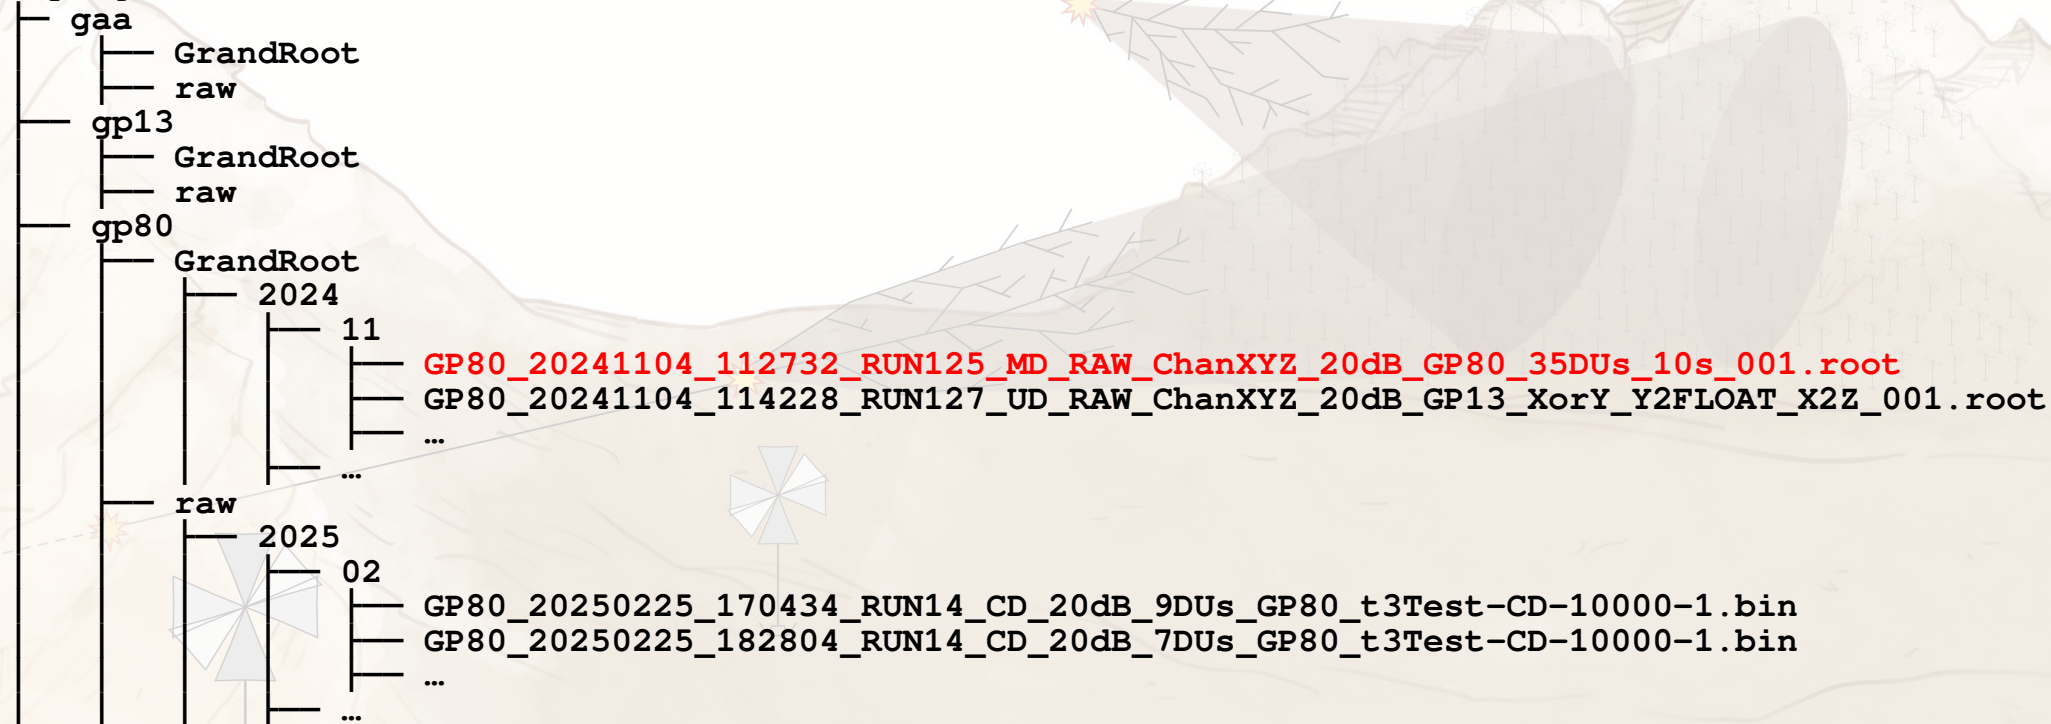 gaa
GrandRoot
raw
gp13
GrandRoot
raw
gp80
GrandRoot
2024
11
GP80_20241104_112732_RUN125_MD_RAW_ChanXYZ_20dB_GP80_35DUs_10s_001.root
GP80_20241104_114228_RUN127_UD_RAW_ChanXYZ_20dB_GP13_XorY_Y2FLOAT_X2Z_001.root
…
…
raw
2025
02
GP80_20250225_170434_RUN14_CD_20dB_9DUs_GP80_t3Test-CD-10000-1.bin
GP80_20250225_182804_RUN14_CD_20dB_7DUs_GP80_t3Test-CD-10000-1.bin
…
…